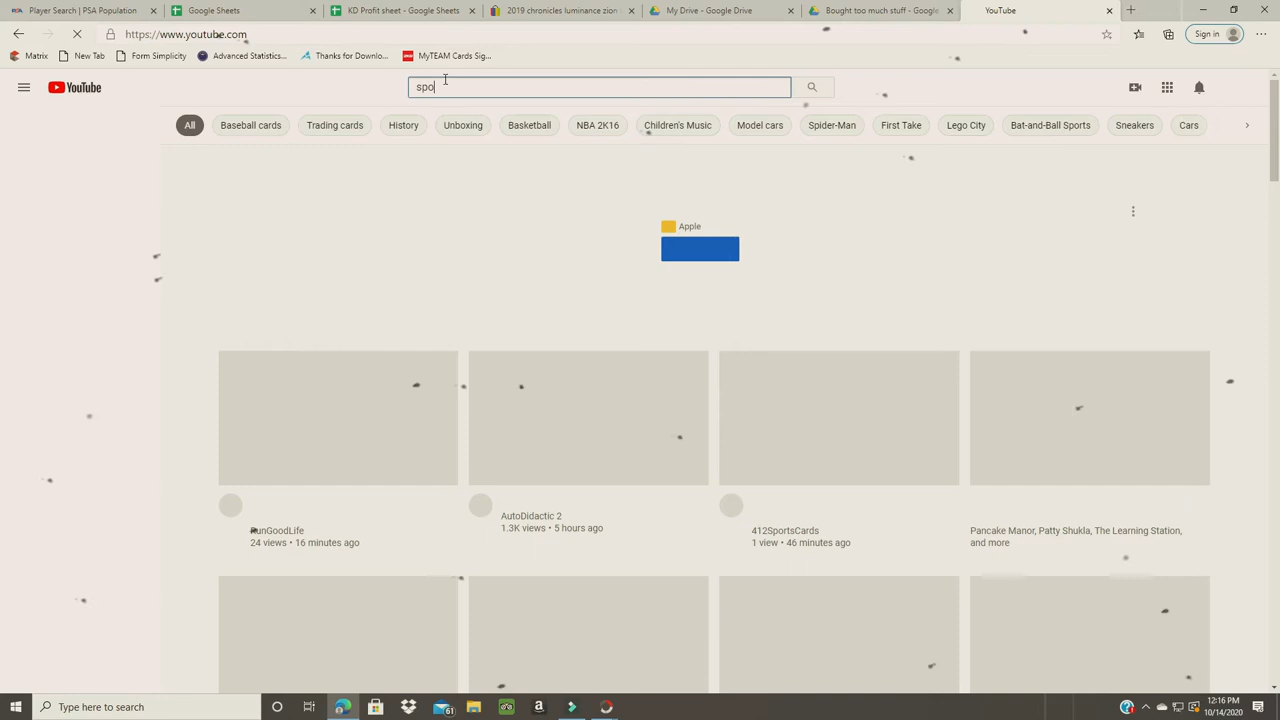 Player Search | PSA Population
Google Sheets
KD Profit sheet - Google Sheets
2019 chronicles luminance zion
My Drive - Google Drive
Bought too much stuff - Google
YouTube
https://www.youtube.com
Sign in
Matrix
New Tab
Form Simplicity
Advanced Statistics...
Thanks for Downlo...
MyTEAM Cards Sig...
YouTube
spo
All
Baseball cards
Trading cards
History
Unboxing
Basketball
NBA 2K16
Children's Music
Model cars
Spider-Man
First Take
Lego City
Bat-and-Ball Sports
Sneakers
Cars
Apple
RunGoodLife
24 views • 16 minutes ago
AutoDidactic 2
1.3K views • 5 hours ago
412SportsCards
1 view • 46 minutes ago
Pancake Manor, Patty Shukla, The Learning Station,
and more
Type here to search
61
12:16 PM
10/14/2020